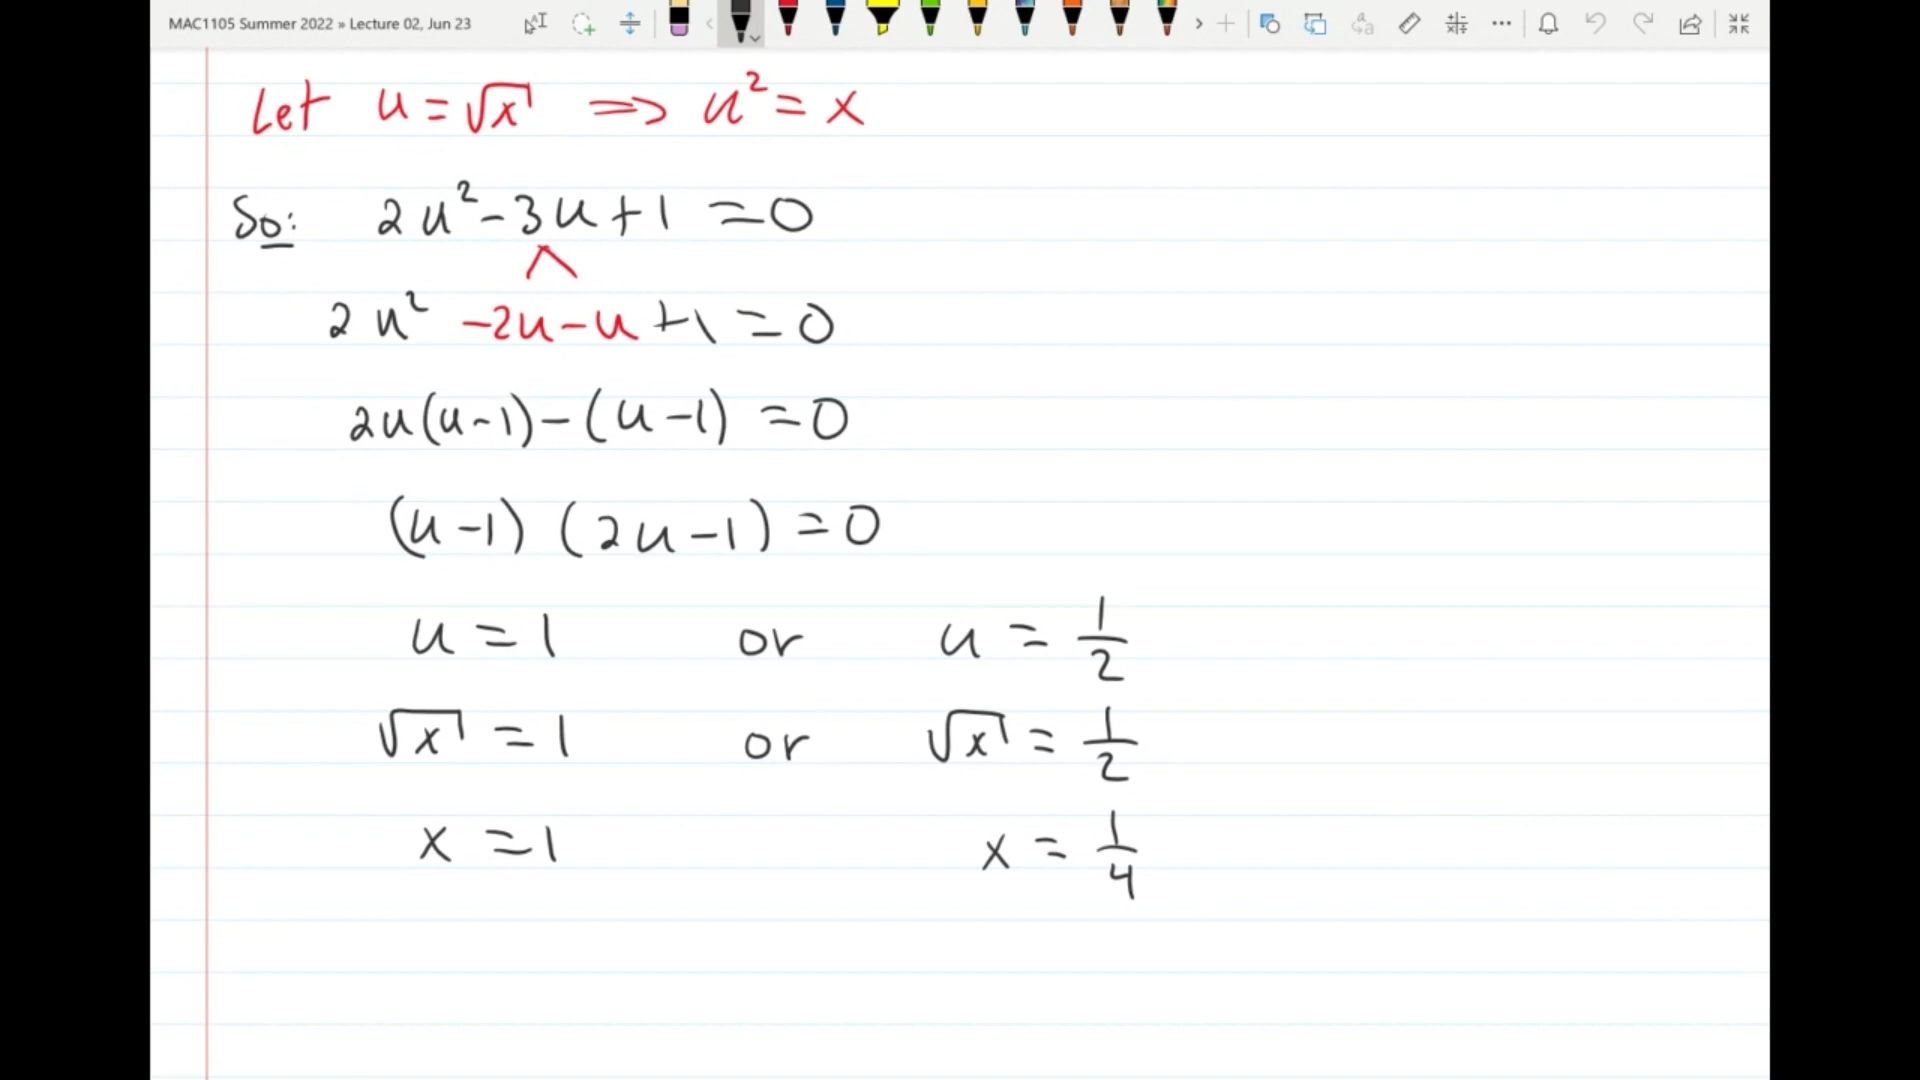 MAC1105 Summer 2022 » Lecture 02, Jun 23
Let u = √x ⟹ u² = x
So: 2u² - 3u + 1 = 0
2u² - 2u - u + 1 = 0
2u(u-1) - (u-1) = 0
(u-1) (2u-1) = 0
u = 1 or u = 1/2
√x = 1 or √x = 1/2
x = 1 x = 1/4